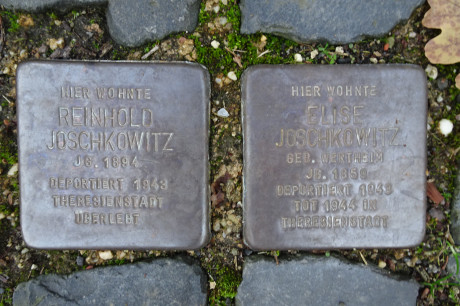 HIER WOHNTE
REINHOLD
JOSCHKOWITZ
JG. 1894
DEPORTIERT 1943
THERESIENSTADT
ÜBERLEBT
HIER WOHNTE
ELISE
JOSCHKOWITZ
GEB. WERTHEIM
JG.
DEPORTIERT 1943
TOT 1944 IN
THERESIENSTADT